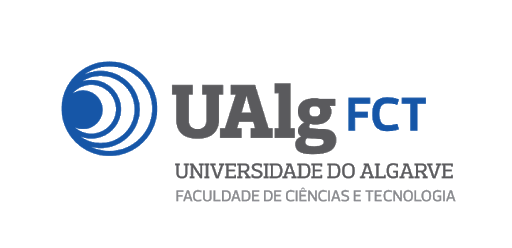 UAlg FCT
UNIVERSIDADE DO ALGARVE
FACULDADE DE CIÊNCIAS E TECNOLOGIA